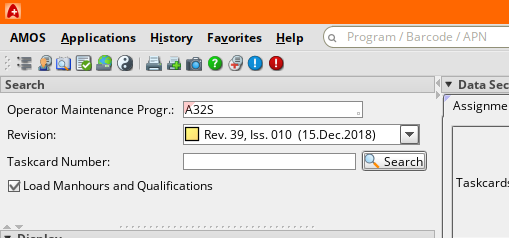 AMOS Applications History Favorites Help Program / Barcode / APN
Search
Data Sec
Operator Maintenance Progr.: A32S
Assignme
Revision: Rev. 39, Iss. 010 (15.Dec.2018)
Taskcard Number: Search
Taskcards
Load Manhours and Qualifications